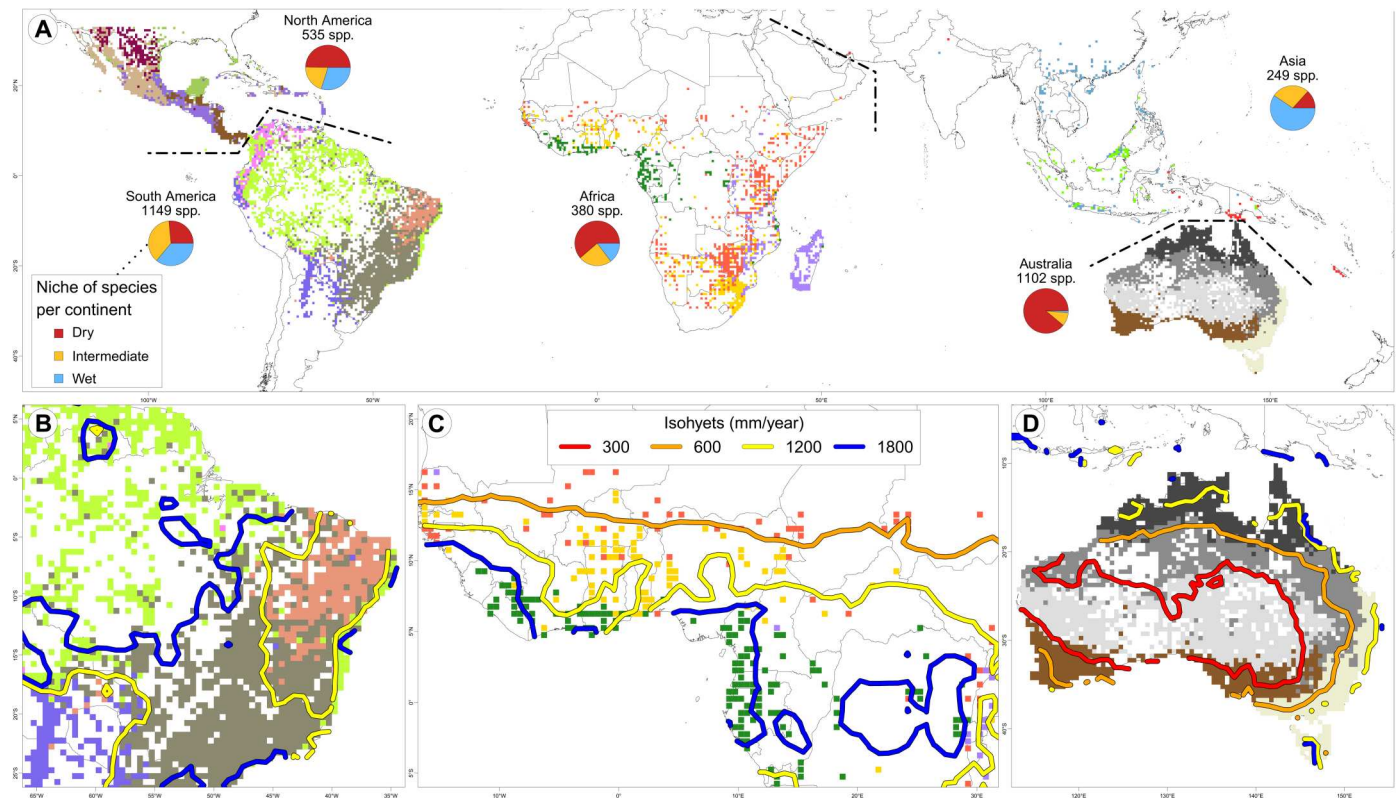 A
North America
535 spp.
South America
1149 spp.
Africa
380 spp.
Asia
249 spp.
Australia
1102 spp.
Niche of species
per continent
Dry
Intermediate
Wet
20°N
0°
20°S
40°S
100°W
50°W
0°
50°E
100°E
150°E
B
5°N
0°
5°S
10°S
15°S
20°S
25°S
65°W
60°W
55°W
50°W
45°W
40°W
35°W
C
Isohyets (mm/year)
300
600
1200
1800
20°N
15°N
10°N
5°N
0°
5°S
10°W
0°
10°E
20°E
30°E
D
10°S
20°S
30°S
40°S
120°E
130°E
140°E
150°E